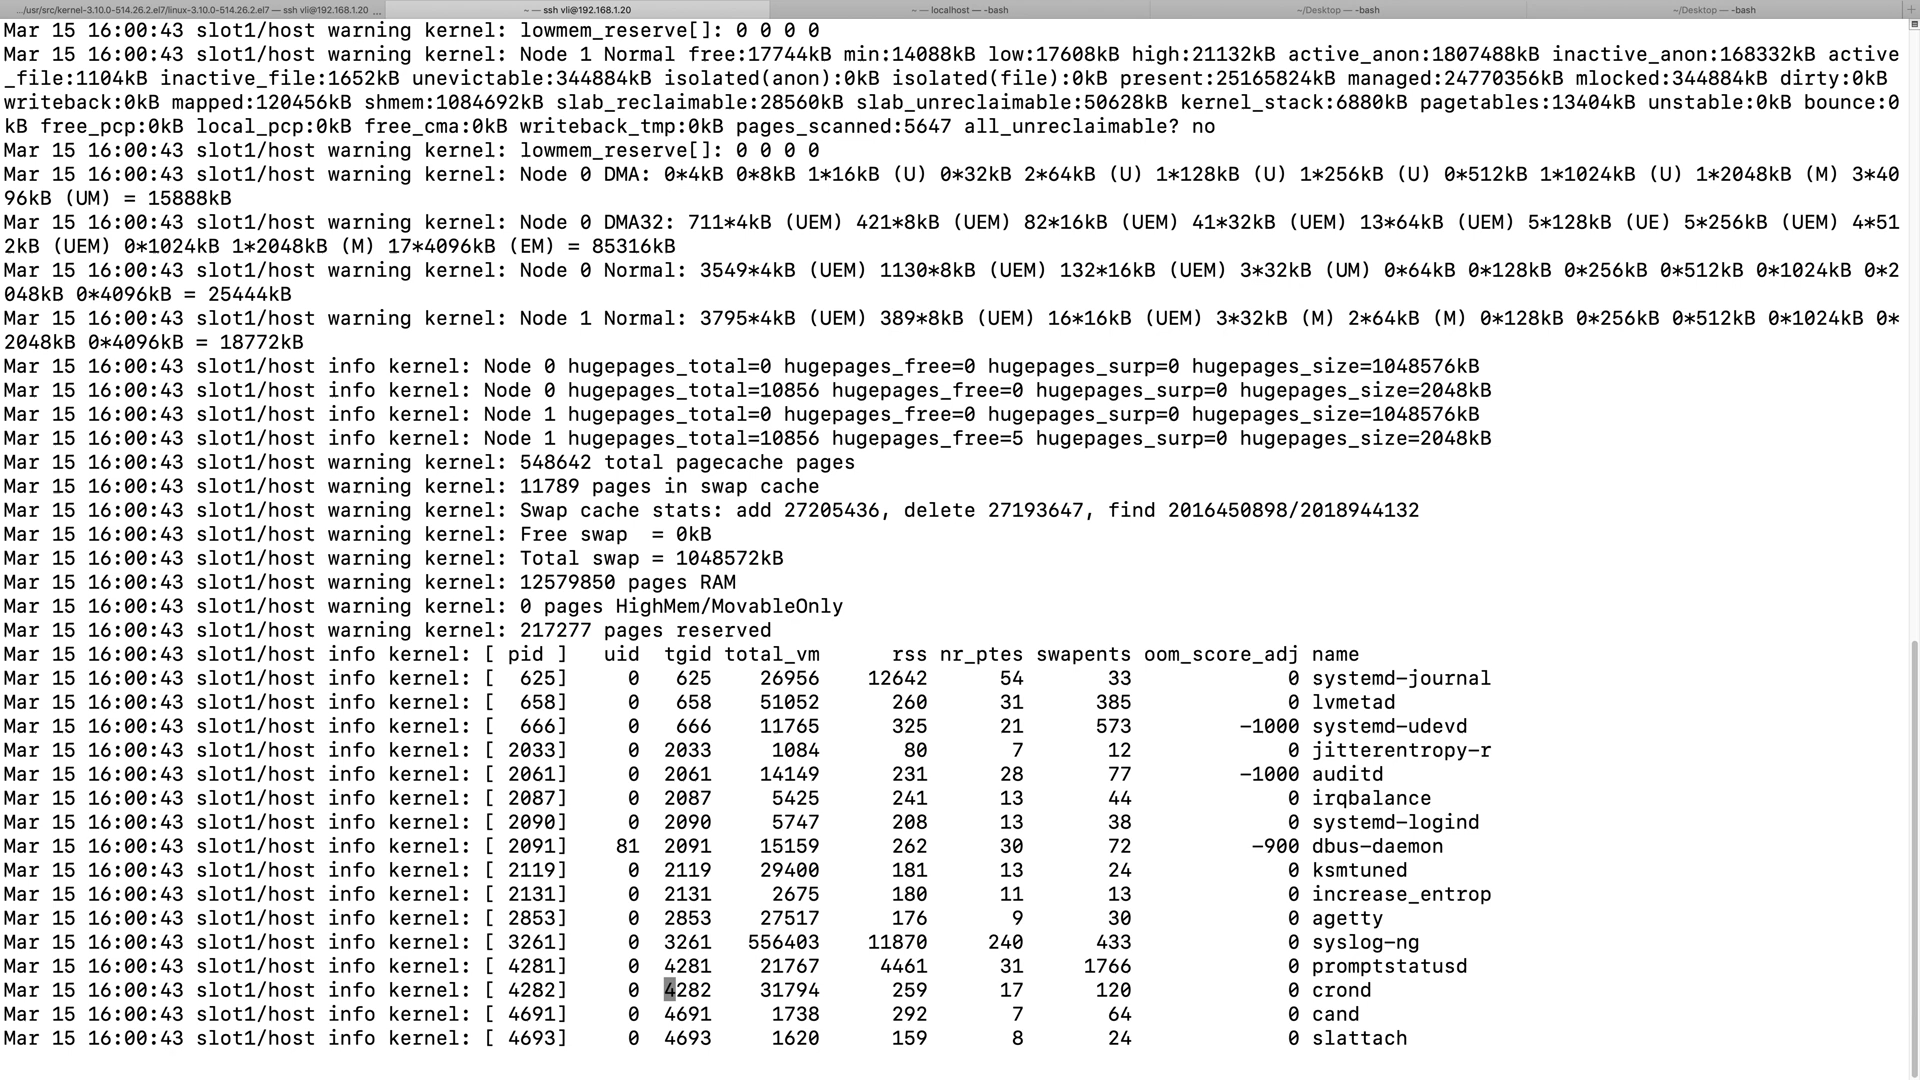 .../usr/src/kernel-3.10.0-514.26.2.el7/linux-3.10.0-514.26.2.el7 — ssh vli@192.168.1.20 ...
~ — ssh vli@192.168.1.20
~ — localhost — -bash
~/Desktop — -bash
~/Desktop — -bash
Mar 15 16:00:43 slot1/host warning kernel: lowmem_reserve[]: 0 0 0 0
Mar 15 16:00:43 slot1/host warning kernel: Node 1 Normal free:17744kB min:14088kB low:17608kB high:21132kB active_anon:1807488kB inactive_anon:168332kB active
_file:1104kB inactive_file:1652kB unevictable:344884kB isolated(anon):0kB isolated(file):0kB present:25165824kB managed:24770356kB mlocked:344884kB dirty:0kB
writeback:0kB mapped:120456kB shmem:1084692kB slab_reclaimable:28560kB slab_unreclaimable:50628kB kernel_stack:6880kB pagetables:13404kB unstable:0kB bounce:0
kB free_pcp:0kB local_pcp:0kB free_cma:0kB writeback_tmp:0kB pages_scanned:5647 all_unreclaimable? no
Mar 15 16:00:43 slot1/host warning kernel: lowmem_reserve[]: 0 0 0 0
Mar 15 16:00:43 slot1/host warning kernel: Node 0 DMA: 0*4kB 0*8kB 1*16kB (U) 0*32kB 2*64kB (U) 1*128kB (U) 1*256kB (U) 0*512kB 1*1024kB (U) 1*2048kB (M) 3*40
96kB (UM) = 15888kB
Mar 15 16:00:43 slot1/host warning kernel: Node 0 DMA32: 711*4kB (UEM) 421*8kB (UEM) 82*16kB (UEM) 41*32kB (UEM) 13*64kB (UEM) 5*128kB (UE) 5*256kB (UEM) 4*51
2kB (UEM) 0*1024kB 1*2048kB (M) 17*4096kB (EM) = 85316kB
Mar 15 16:00:43 slot1/host warning kernel: Node 0 Normal: 3549*4kB (UEM) 1130*8kB (UEM) 132*16kB (UEM) 3*32kB (UM) 0*64kB 0*128kB 0*256kB 0*512kB 0*1024kB 0*2
048kB 0*4096kB = 25444kB
Mar 15 16:00:43 slot1/host warning kernel: Node 1 Normal: 3795*4kB (UEM) 389*8kB (UEM) 16*16kB (UEM) 3*32kB (M) 2*64kB (M) 0*128kB 0*256kB 0*512kB 0*1024kB 0*
2048kB 0*4096kB = 18772kB
Mar 15 16:00:43 slot1/host info kernel: Node 0 hugepages_total=0 hugepages_free=0 hugepages_surp=0 hugepages_size=1048576kB
Mar 15 16:00:43 slot1/host info kernel: Node 0 hugepages_total=10856 hugepages_free=0 hugepages_surp=0 hugepages_size=2048kB
Mar 15 16:00:43 slot1/host info kernel: Node 1 hugepages_total=0 hugepages_free=0 hugepages_surp=0 hugepages_size=1048576kB
Mar 15 16:00:43 slot1/host info kernel: Node 1 hugepages_total=10856 hugepages_free=5 hugepages_surp=0 hugepages_size=2048kB
Mar 15 16:00:43 slot1/host warning kernel: 548642 total pagecache pages
Mar 15 16:00:43 slot1/host warning kernel: 11789 pages in swap cache
Mar 15 16:00:43 slot1/host warning kernel: Swap cache stats: add 27205436, delete 27193647, find 2016450898/2018944132
Mar 15 16:00:43 slot1/host warning kernel: Free swap  = 0kB
Mar 15 16:00:43 slot1/host warning kernel: Total swap = 1048572kB
Mar 15 16:00:43 slot1/host warning kernel: 12579850 pages RAM
Mar 15 16:00:43 slot1/host warning kernel: 0 pages HighMem/MovableOnly
Mar 15 16:00:43 slot1/host warning kernel: 217277 pages reserved
Mar 15 16:00:43 slot1/host info kernel: [ pid ]   uid  tgid total_vm      rss nr_ptes swapents oom_score_adj name
Mar 15 16:00:43 slot1/host info kernel: [  625]     0   625    26956    12642      54       33             0 systemd-journal
Mar 15 16:00:43 slot1/host info kernel: [  658]     0   658    51052      260      31      385             0 lvmetad
Mar 15 16:00:43 slot1/host info kernel: [  666]     0   666    11765      325      21      573         -1000 systemd-udevd
Mar 15 16:00:43 slot1/host info kernel: [ 2033]     0  2033     1084       80       7       12             0 jitterentropy-r
Mar 15 16:00:43 slot1/host info kernel: [ 2061]     0  2061    14149      231      28       77         -1000 auditd
Mar 15 16:00:43 slot1/host info kernel: [ 2087]     0  2087     5425      241      13       44             0 irqbalance
Mar 15 16:00:43 slot1/host info kernel: [ 2090]     0  2090     5747      208      13       38             0 systemd-logind
Mar 15 16:00:43 slot1/host info kernel: [ 2091]    81  2091    15159      262      30       72          -900 dbus-daemon
Mar 15 16:00:43 slot1/host info kernel: [ 2119]     0  2119    29400      181      13       24             0 ksmtuned
Mar 15 16:00:43 slot1/host info kernel: [ 2131]     0  2131     2675      180      11       13             0 increase_entrop
Mar 15 16:00:43 slot1/host info kernel: [ 2853]     0  2853    27517      176       9       30             0 agetty
Mar 15 16:00:43 slot1/host info kernel: [ 3261]     0  3261   556403    11870     240      433             0 syslog-ng
Mar 15 16:00:43 slot1/host info kernel: [ 4281]     0  4281    21767     4461      31     1766             0 promptstatusd
Mar 15 16:00:43 slot1/host info kernel: [ 4282]     0  4282    31794      259      17      120             0 crond
Mar 15 16:00:43 slot1/host info kernel: [ 4691]     0  4691     1738      292       7       64             0 cand
Mar 15 16:00:43 slot1/host info kernel: [ 4693]     0  4693     1620      159       8       24             0 slattach